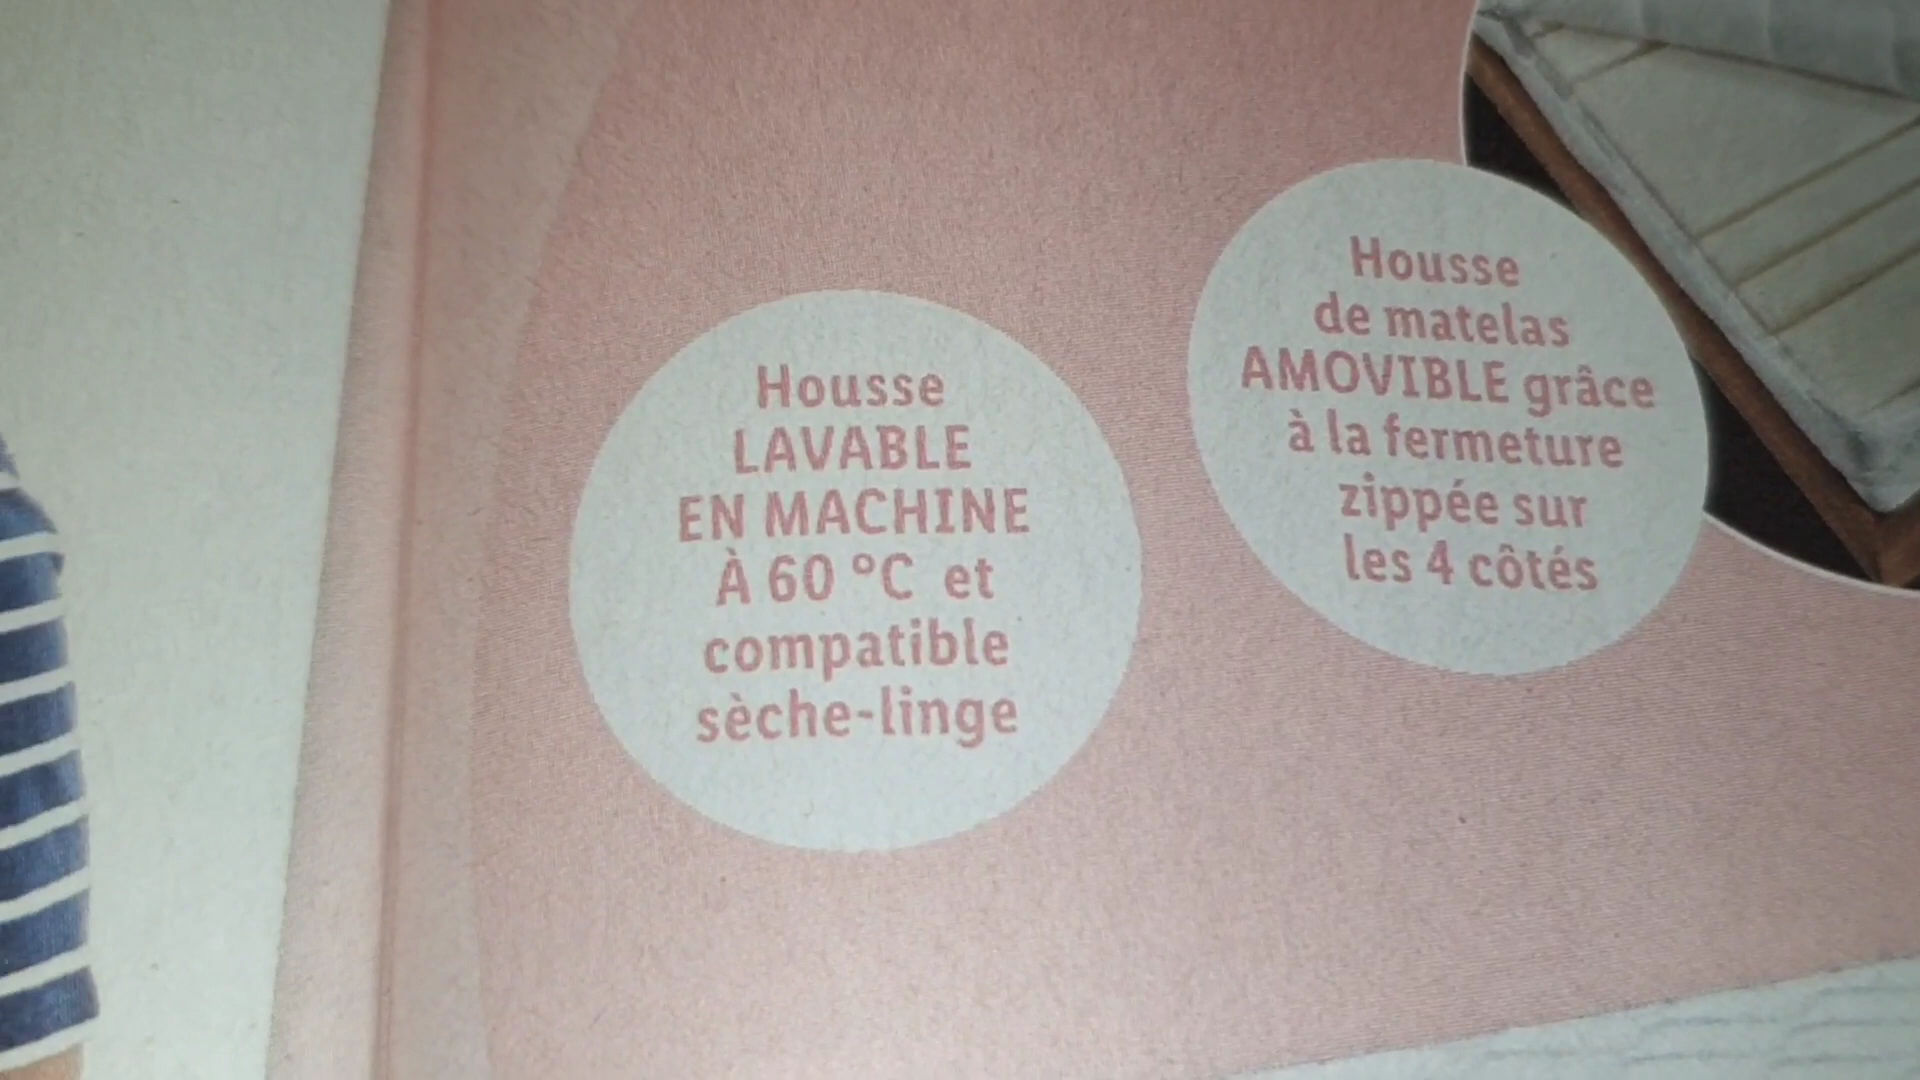 Housse
LAVABLE
EN MACHINE
À 60 °C et
compatible
sèche-linge
Housse
de matelas
AMOVIBLE grâce
à la fermeture
zippée sur
les 4 côtés